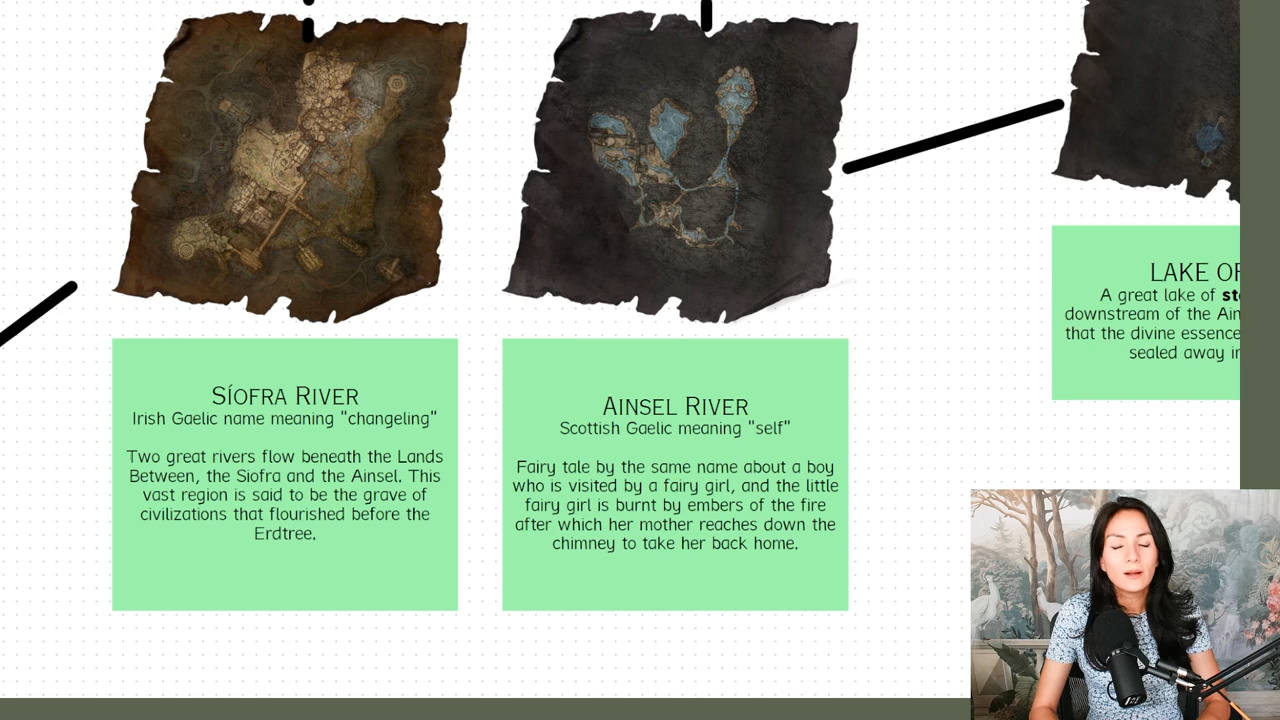 SÍOFRA RIVER
Irish Gaelic name meaning "changeling"
Two great rivers flow beneath the Lands
Between, the Siofra and the Ainsel. This
vast region is said to be the grave of
civilizations that flourished before the
Erdtree.
AINSEL RIVER
Scottish Gaelic meaning "self"
Fairy tale by the same name about a boy
who is visited by a fairy girl, and the little
fairy girl is burnt by embers of the fire
after which her mother reaches down the
chimney to take her back home.
LAKE OF
A great lake of
downstream of the
that the divine essence
sealed away